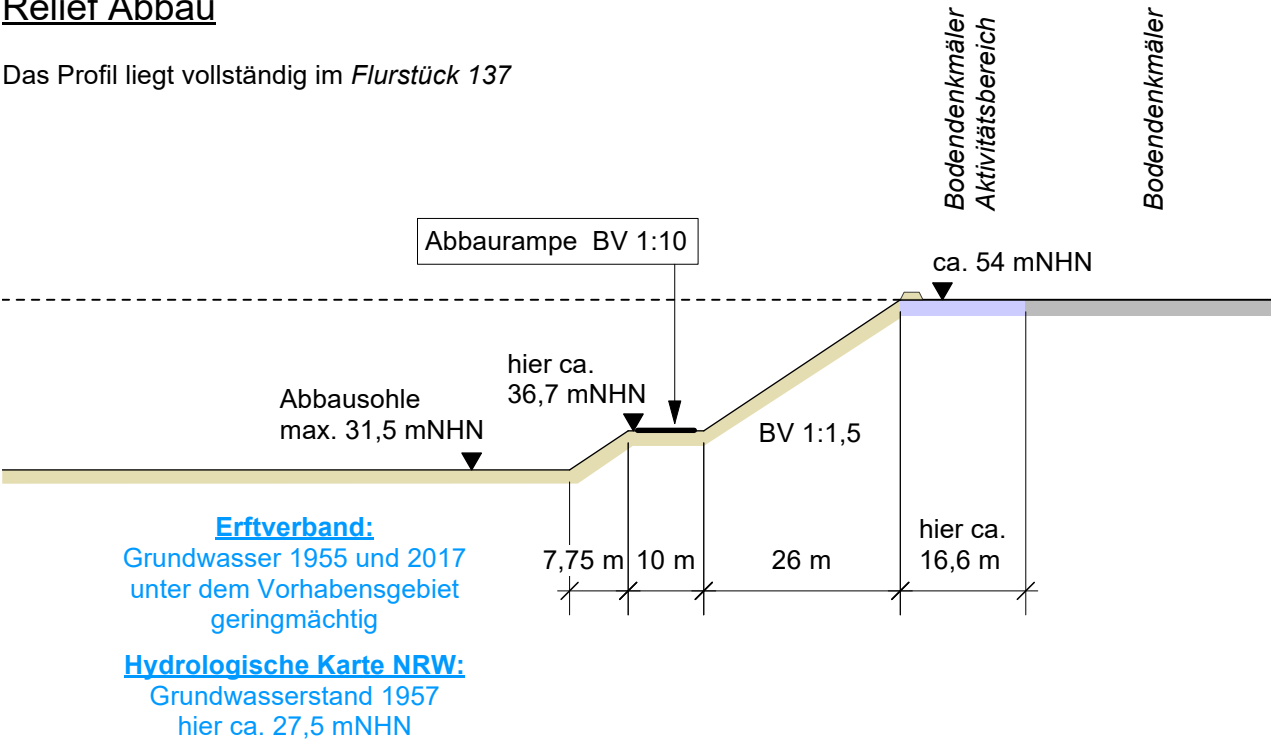 Relief Abbau
Das Profil liegt vollständig im Flurstück 137
Bodendenkmäler
Aktivitätsbereich
Bodendenkmäler
Abbaurampe BV 1:10
ca. 54 mNHN
hier ca.
36,7 mNHN
Abbausohle
max. 31,5 mNHN
BV 1:1,5
Erftverband:
Grundwasser 1955 und 2017
unter dem Vorhabensgebiet
geringmächtig
7,75 m
10 m
26 m
hier ca.
16,6 m
Hydrologische Karte NRW:
Grundwasserstand 1957
hier ca. 27,5 mNHN